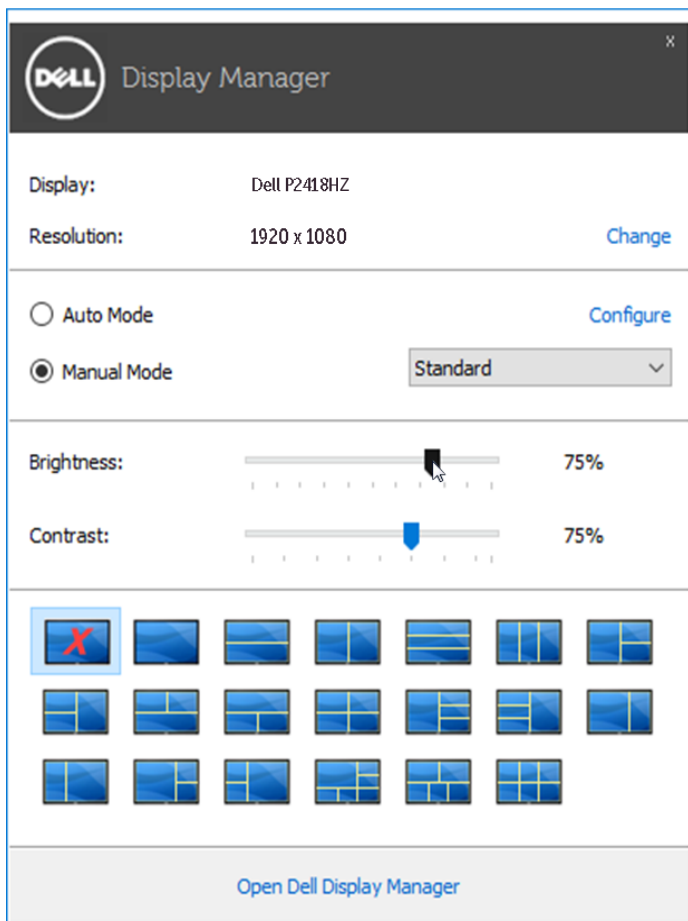 DELL Display Manager x
Display: Dell P2418HZ
Resolution: 1920 x 1080 Change
Auto Mode Configure
Manual Mode Standard
Brightness: 75%
Contrast: 75%
Open Dell Display Manager